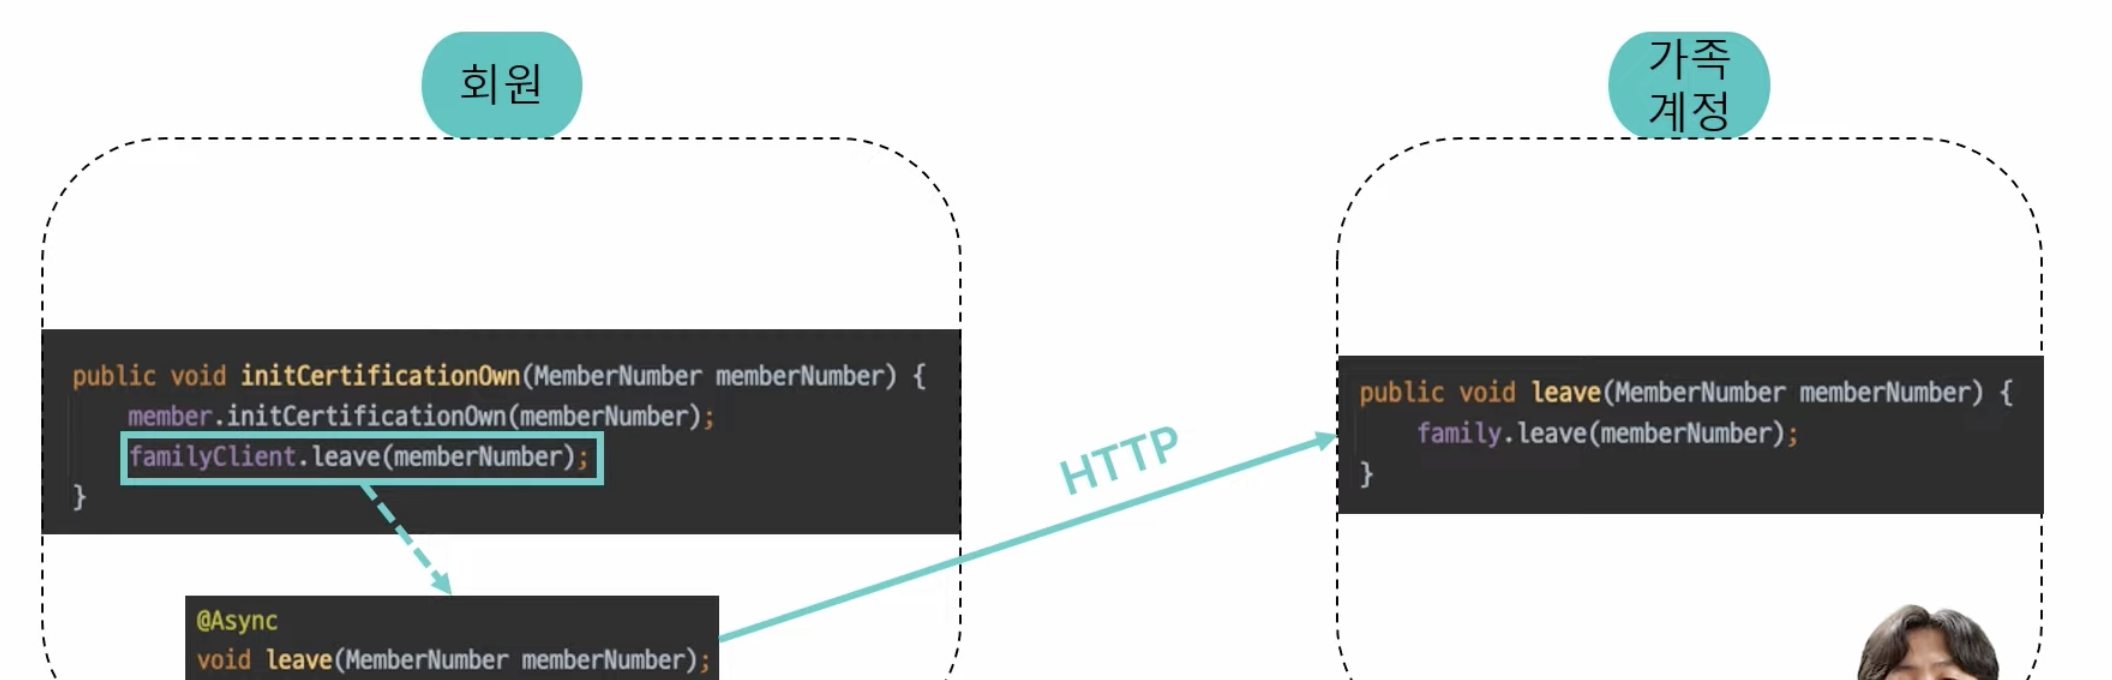 회원
가족
계정
public void initCertificationOwn(MemberNumber memberNumber) {
member.initCertificationOwn(memberNumber);
familyClient.leave(memberNumber);
}
@Async
void leave(MemberNumber memberNumber);
HTTP
public void leave(MemberNumber memberNumber) {
family.leave(memberNumber);
}